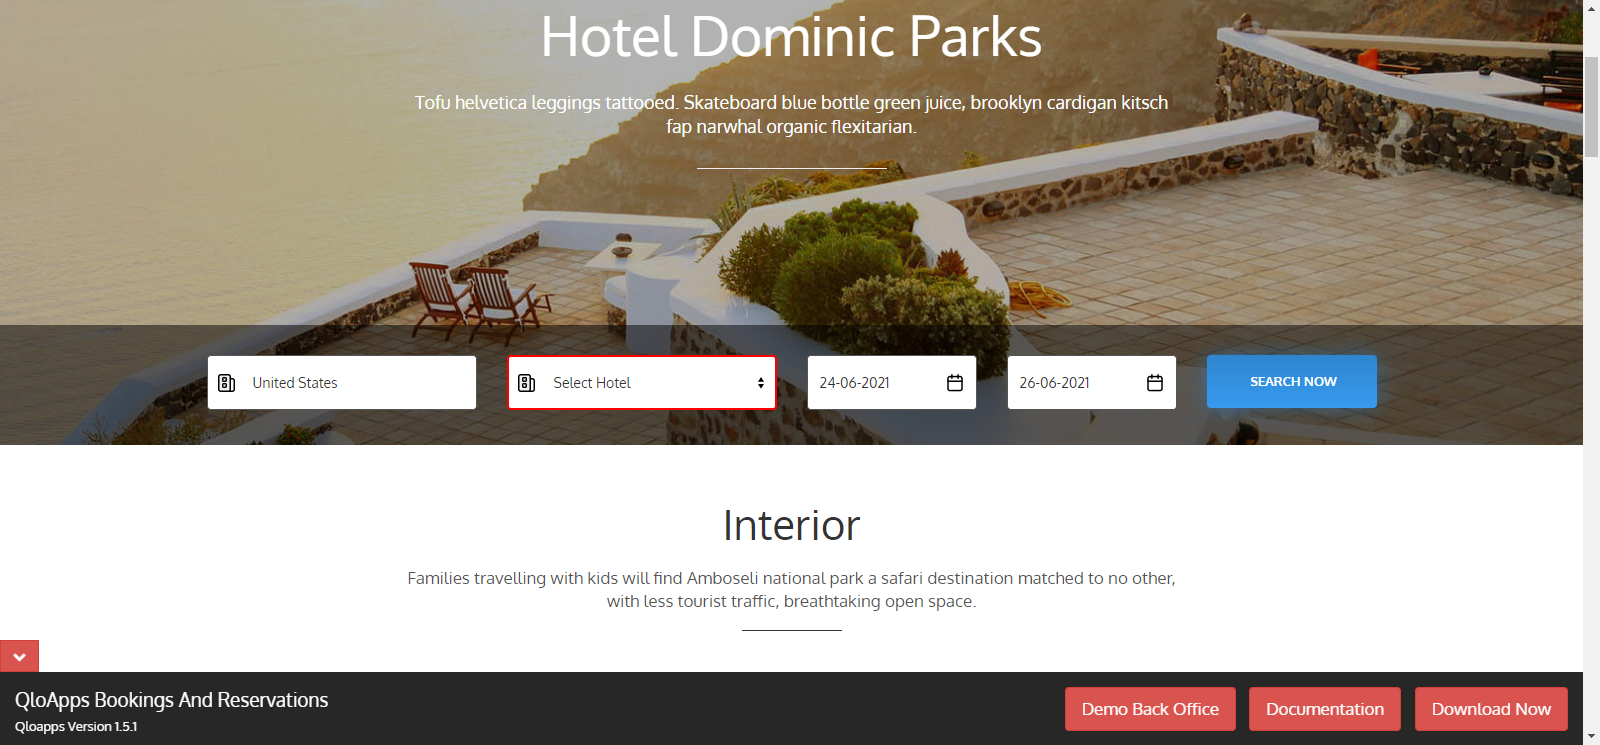 Hotel Dominic Parks
Tofu helvetica leggings tattooed. Skateboard blue bottle green juice, brooklyn cardigan kitsch
fap narwhal organic flexitarian.
United States
Select Hotel
24-06-2021
26-06-2021
SEARCH NOW
Interior
Families travelling with kids will find Amboseli national park a safari destination matched to no other,
with less tourist traffic, breathtaking open space.
QloApps Bookings And Reservations
Qloapps Version 1.5.1
Demo Back Office
Documentation
Download Now